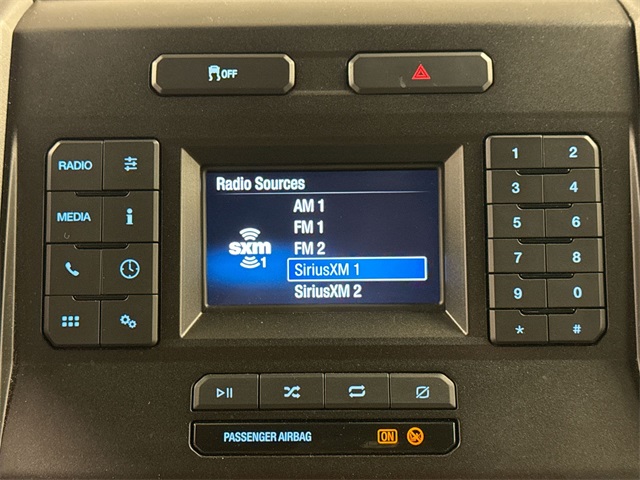 OFF
RADIO
MEDIA
i
Radio Sources
AM 1
FM 1
FM 2
SiriusXM 1
SiriusXM 2
sxm
1
1 2
3 4
5 6
7 8
9 0
* #
PASSENGER AIRBAG ON